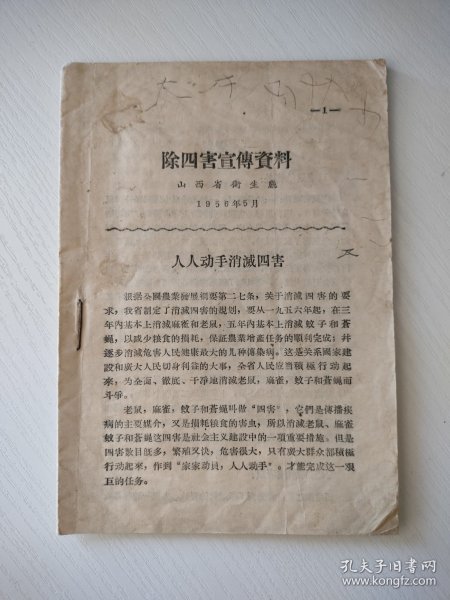 —1—
除四害宣傳資料
山西省衛生廳
1956年5月
人人动手消滅四害
根据全國農業發展綱要第二七条，关于消滅四害的要
求，我省制定了消滅四害的規划，要从一九五六年起，在三
年內基本上消滅麻雀和老鼠，五年內基本上消滅蚊子和蒼
蝇，以减少粮食的損耗，保証農業增產任务的順利完成；并
逐步消滅危害人民健康最大的几种傳染病。这是关系國家建
設和廣大人民切身利益的大事，全省人民应当積極行动起
來，为全面、徹底、干淨地消滅老鼠，麻雀，蚊子和蒼蝇而
斗爭。
老鼠，麻雀，蚊子和蒼蝇叫做“四害”，它們是傳播疾
病的主要媒介，又是損耗粮食的害虫，所以消滅老鼠、麻雀
蚊子和蒼蝇这四害是社会主义建設中的一項重要措施。但是
四害数目很多，繁殖又快，危害很大，只有廣大群众都積極
行动起來，作到“家家动員，人人动手”。才能完成这一艰
巨的任务。
孔夫子旧書网
www.kongfz.com